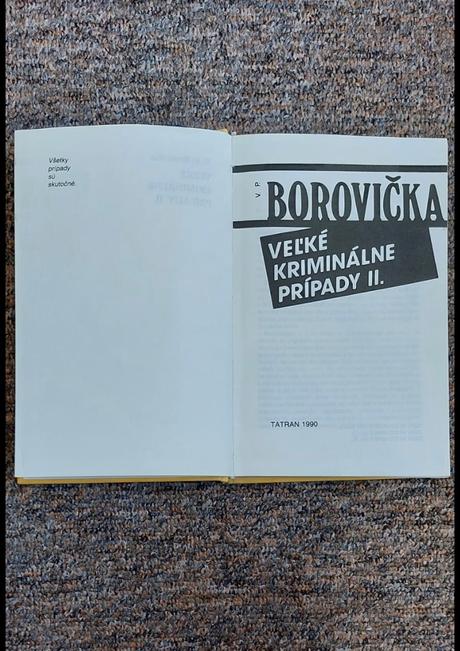 Všetky
prípady
sú
skutočné.
V P
BOROVIČKA
VEĽKÉ
KRIMINÁLNE
PRÍPADY II.
TATRAN 1990